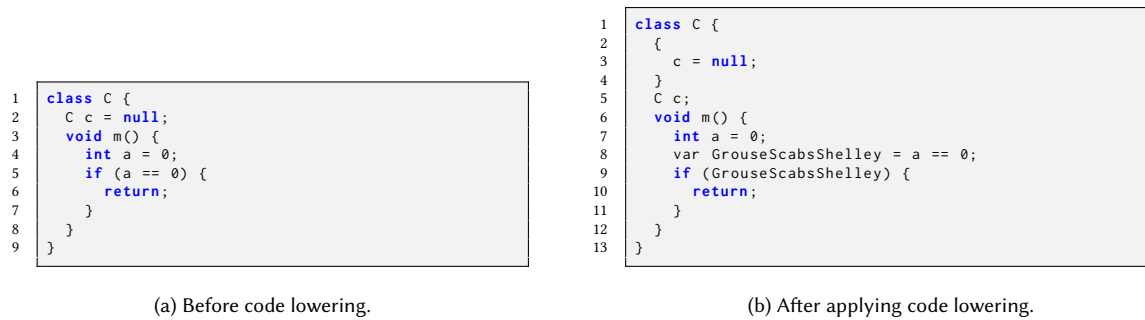 1 class C {
2   C c = null;
3   void m() {
4     int a = 0;
5     if (a == 0) {
6       return;
7     }
8   }
9 }
(a) Before code lowering.
1 class C {
2   {
3     c = null;
4   }
5   C c;
6   void m() {
7     int a = 0;
8     var GrouseScabsShelley = a == 0;
9     if (GrouseScabsShelley) {
10       return;
11     }
12   }
13 }
(b) After applying code lowering.